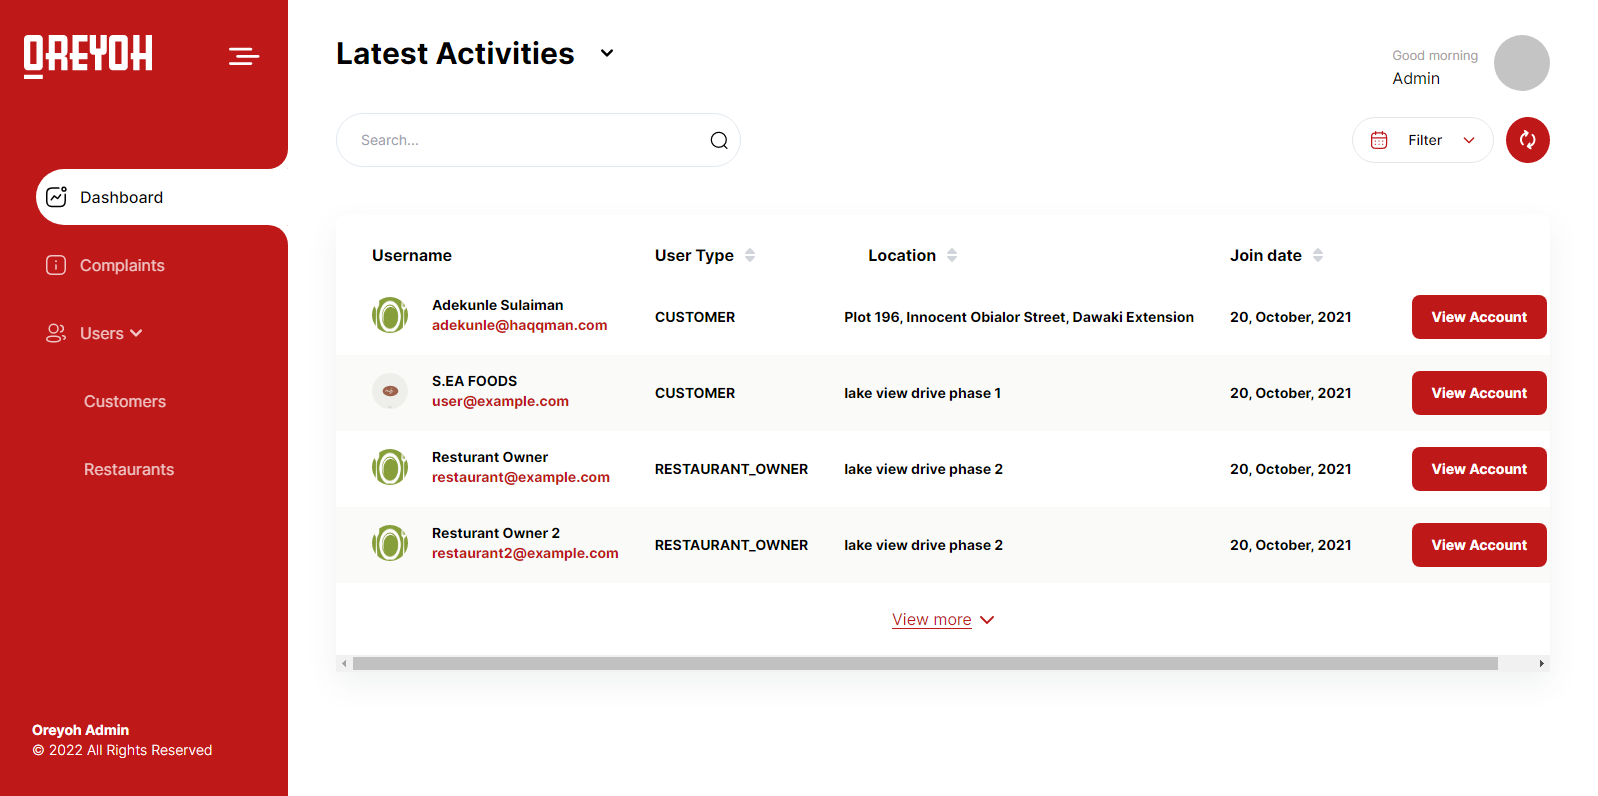 OREYOH
Dashboard
Complaints
Users
Customers
Restaurants
Oreyoh Admin
© 2022 All Rights Reserved
Latest Activities
Good morning
Admin
Search...
Filter
Username User Type Location Join date
Adekunle Sulaiman
adekunle@haqqman.com
CUSTOMER
Plot 196, Innocent Obialor Street, Dawaki Extension
20, October, 2021
View Account
S.EA FOODS
user@example.com
CUSTOMER
lake view drive phase 1
20, October, 2021
View Account
Resturant Owner
restaurant@example.com
RESTAURANT_OWNER
lake view drive phase 2
20, October, 2021
View Account
Resturant Owner 2
restaurant2@example.com
RESTAURANT_OWNER
lake view drive phase 2
20, October, 2021
View Account
View more